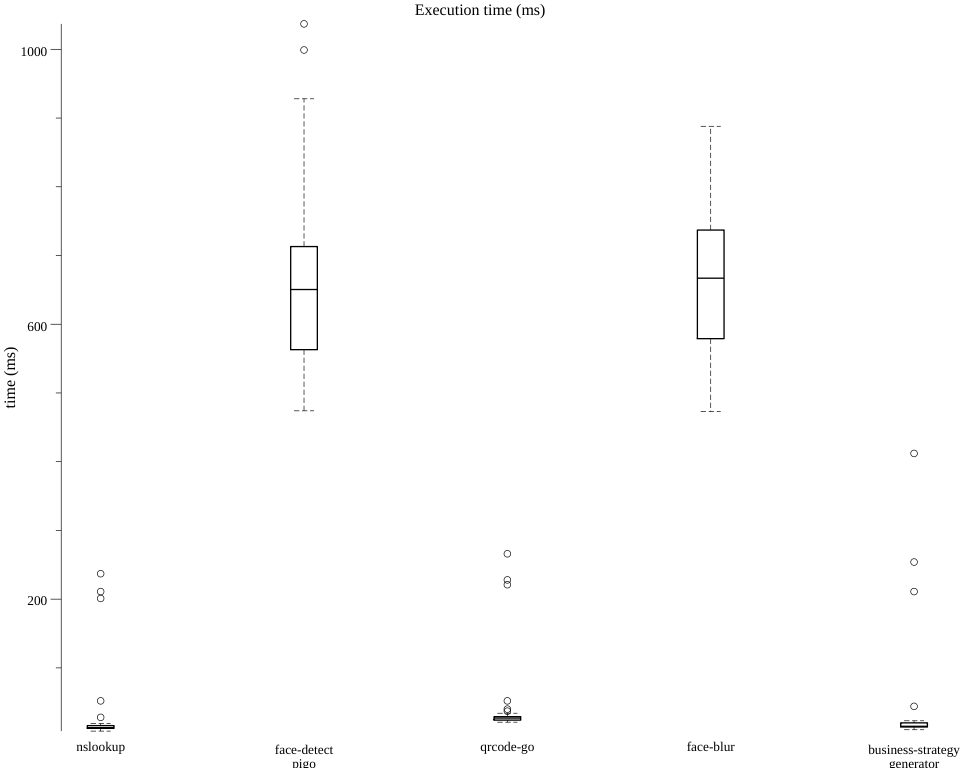 Execution time (ms)
1000
600
200
time (ms)
nslookup
face-detect
pigo
qrcode-go
face-blur
business-strategy
generator